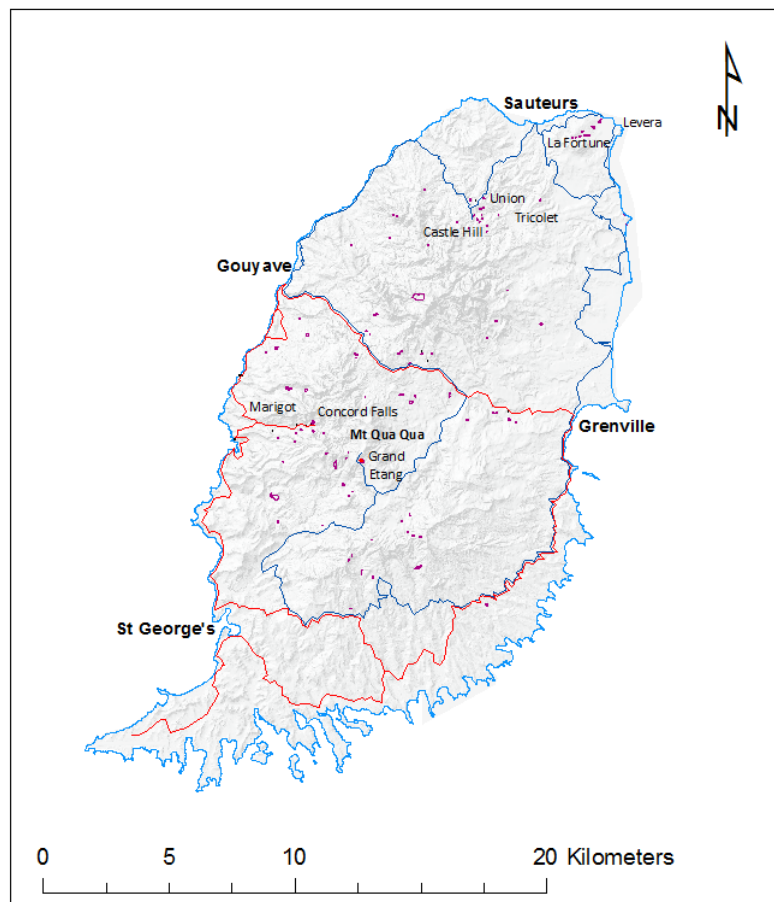 Sauteurs
N
Levera
La Fortune
Union
Tricolet
Castle Hill
Gouyave
Marigot
Concord Falls
Grenville
Mt Qua Qua
Grand
Etang
St George's
0 5 10 20 Kilometers